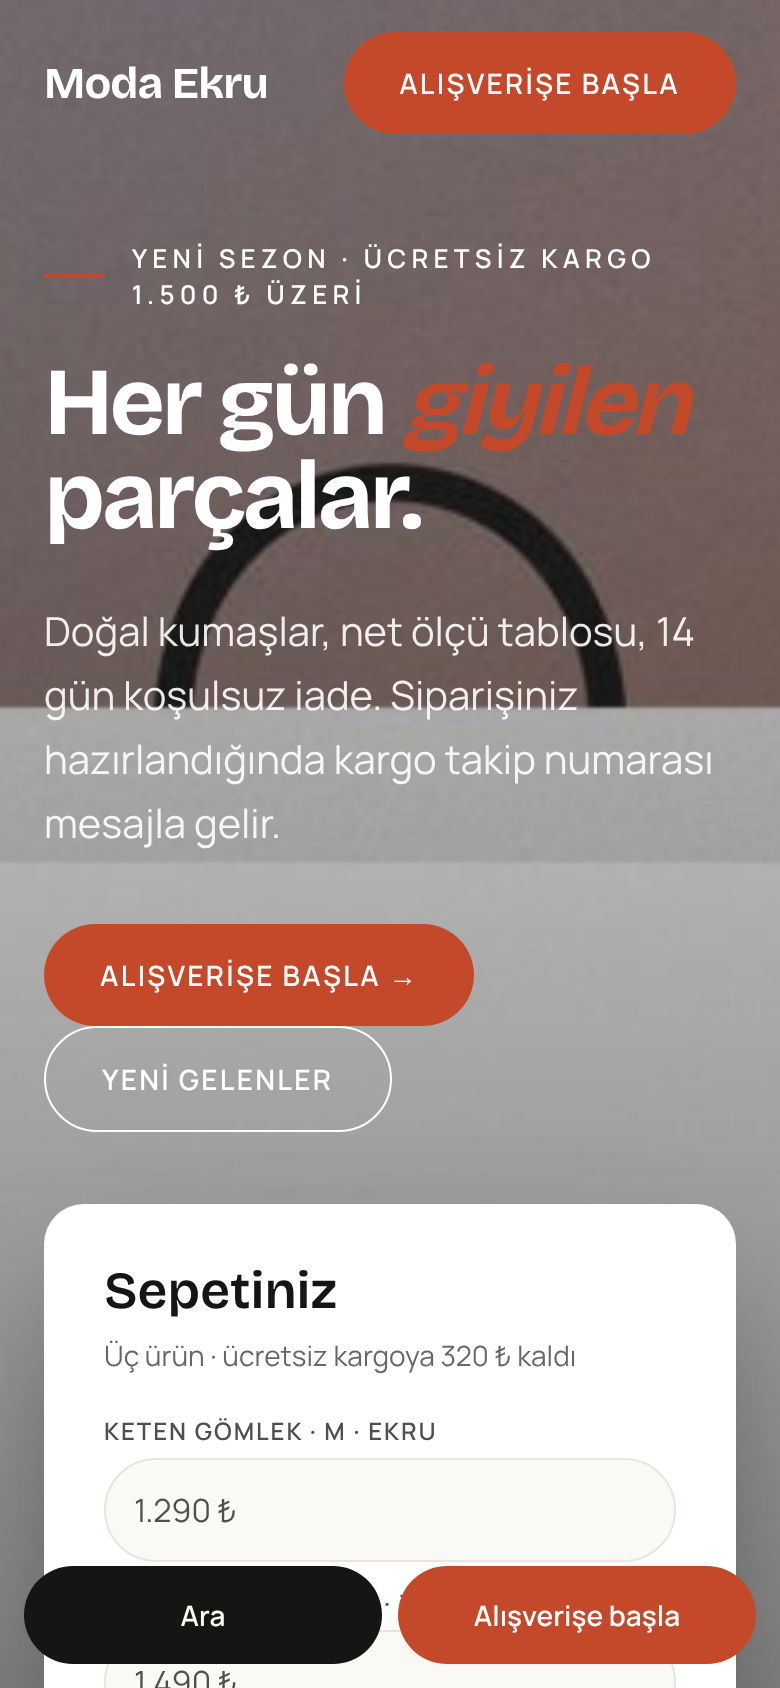 Moda Ekru
ALIŞVERİŞE BAŞLA
YENİ SEZON · ÜCRETSİZ KARGO
1.500 ₺ ÜZERİ
Her gün giyilen
parçalar.
Doğal kumaşlar, net ölçü tablosu, 14
gün koşulsuz iade. Siparişiniz
hazırlandığında kargo takip numarası
mesajla gelir.
ALIŞVERİŞE BAŞLA →
YENİ GELENLER
Sepetiniz
Üç ürün · ücretsiz kargoya 320 ₺ kaldı
KETEN GÖMLEK · M · EKRU
1.290 ₺
Ara
Alışverişe başla
1.490 ₺